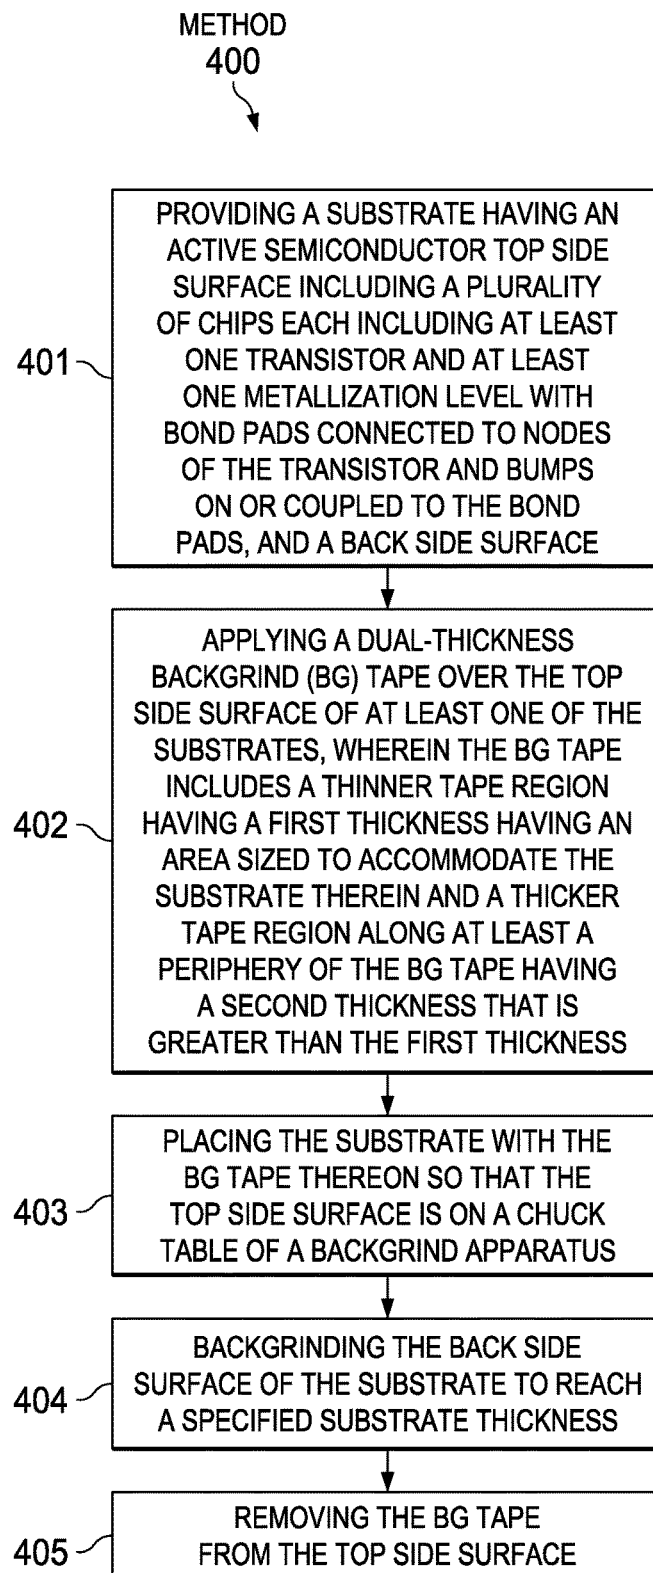 METHOD
400
401
PROVIDING A SUBSTRATE HAVING AN
ACTIVE SEMICONDUCTOR TOP SIDE
SURFACE INCLUDING A PLURALITY
OF CHIPS EACH INCLUDING AT LEAST
ONE TRANSISTOR AND AT LEAST
ONE METALLIZATION LEVEL WITH
BOND PADS CONNECTED TO NODES
OF THE TRANSISTOR AND BUMPS
ON OR COUPLED TO THE BOND
PADS, AND A BACK SIDE SURFACE
402
APPLYING A DUAL-THICKNESS
BACKGRIND (BG) TAPE OVER THE TOP
SIDE SURFACE OF AT LEAST ONE OF THE
SUBSTRATES, WHEREIN THE BG TAPE
INCLUDES A THINNER TAPE REGION
HAVING A FIRST THICKNESS HAVING AN
AREA SIZED TO ACCOMMODATE THE
SUBSTRATE THEREIN AND A THICKER
TAPE REGION ALONG AT LEAST A
PERIPHERY OF THE BG TAPE HAVING
A SECOND THICKNESS THAT IS
GREATER THAN THE FIRST THICKNESS
403
PLACING THE SUBSTRATE WITH THE
BG TAPE THEREON SO THAT THE
TOP SIDE SURFACE IS ON A CHUCK
TABLE OF A BACKGRIND APPARATUS
404
BACKGRINDING THE BACK SIDE
SURFACE OF THE SUBSTRATE TO REACH
A SPECIFIED SUBSTRATE THICKNESS
405
REMOVING THE BG TAPE
FROM THE TOP SIDE SURFACE